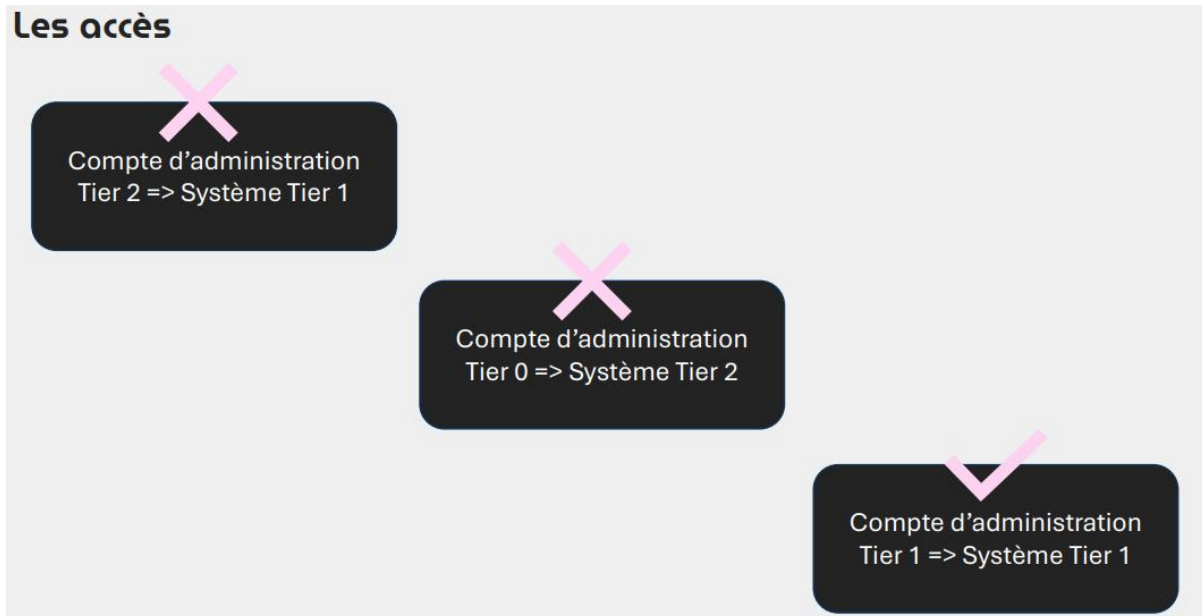 Les accès
Compte d’administration
Tier 2 => Système Tier 1
Compte d’administration
Tier 0 => Système Tier 2
Compte d’administration
Tier 1 => Système Tier 1